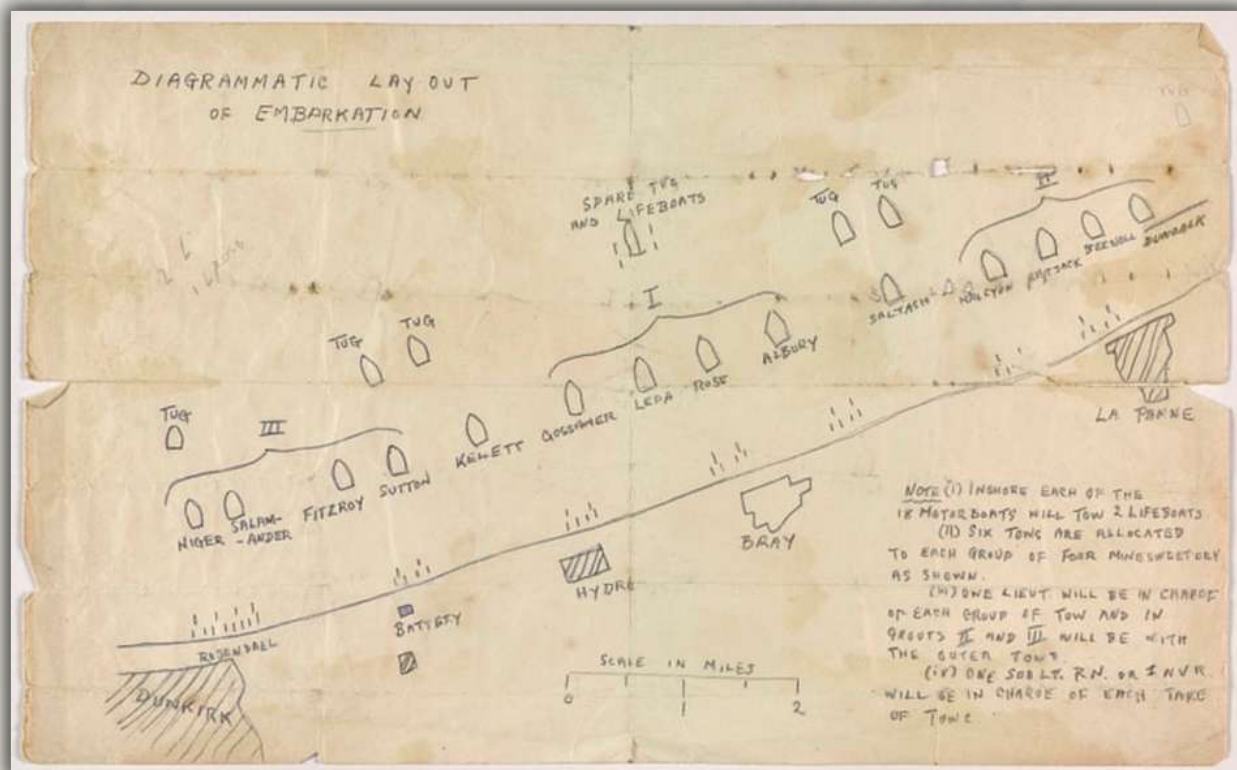 DIAGRAMMATIC LAY OUT
OF EMBARKATION
TUG
SPARE TUG
AND LIFEBOATS
TUG
TUG
II
DUNDALK
HALCYON
SALTASH
I
ALBURY
ROSS
LEDA
GOSSAMER
KELLETT
TUG
TUG
TUG
III
SUTTON
FITZROY
SALAM-
-ANDER
NIGER
LA PANNE
BRAY
HYDRE
BATTERY
ROSENDAEL
DUNKIRK
SCALE IN MILES
0 1 2
NOTE (I) INSHORE EACH OF THE
18 MOTORBOATS WILL TOW 2 LIFEBOATS.
(II) SIX TOWS ARE ALLOCATED
TO EACH GROUP OF FOUR MINESWEEPERS
AS SHOWN.
(III) ONE LIEUT. WILL BE IN CHARGE
OF EACH GROUP OF TOW AND IN
GROUPS II AND III WILL BE WITH
THE OUTER TOWS.
(IV) ONE SUB LT. R.N. OR R.N.V.R.
WILL BE IN CHARGE OF EACH
OF TOWS.